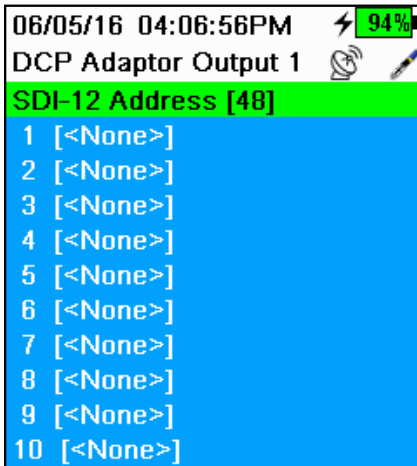 06/05/16 04:06:56PM 94%
DCP Adaptor Output 1
SDI-12 Address [48]
1 [<None>]
2 [<None>]
3 [<None>]
4 [<None>]
5 [<None>]
6 [<None>]
7 [<None>]
8 [<None>]
9 [<None>]
10 [<None>]